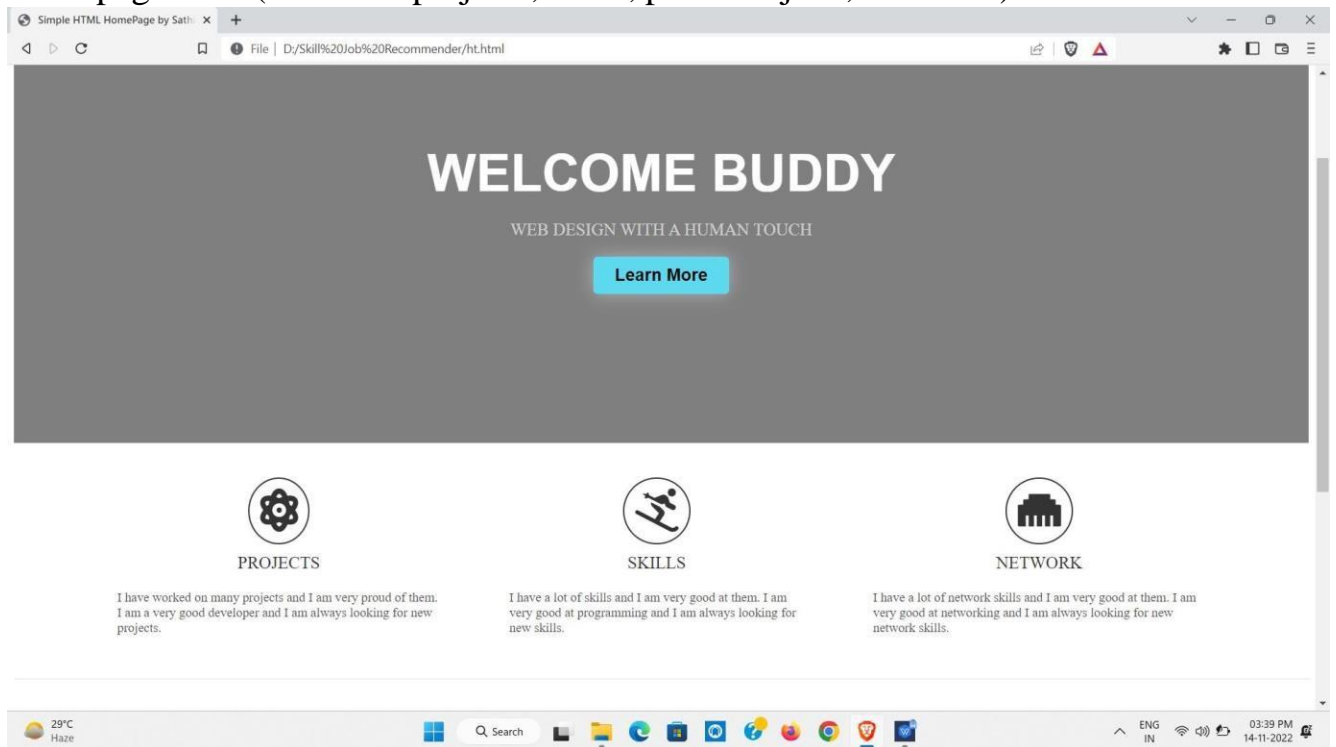 Simple HTML HomePage by Sath
File | D:/Skill%20Job%20Recommender/ht.html
WELCOME BUDDY
WEB DESIGN WITH A HUMAN TOUCH
Learn More
PROJECTS
I have worked on many projects and I am very proud of them.
I am a very good developer and I am always looking for new
projects.
SKILLS
I have a lot of skills and I am very good at them. I am
very good at programming and I am always looking for
new skills.
NETWORK
I have a lot of network skills and I am very good at them. I am
very good at networking and I am always looking for new
network skills.
29°C
Haze
Search
ENG
IN
03:39 PM
14-11-2022